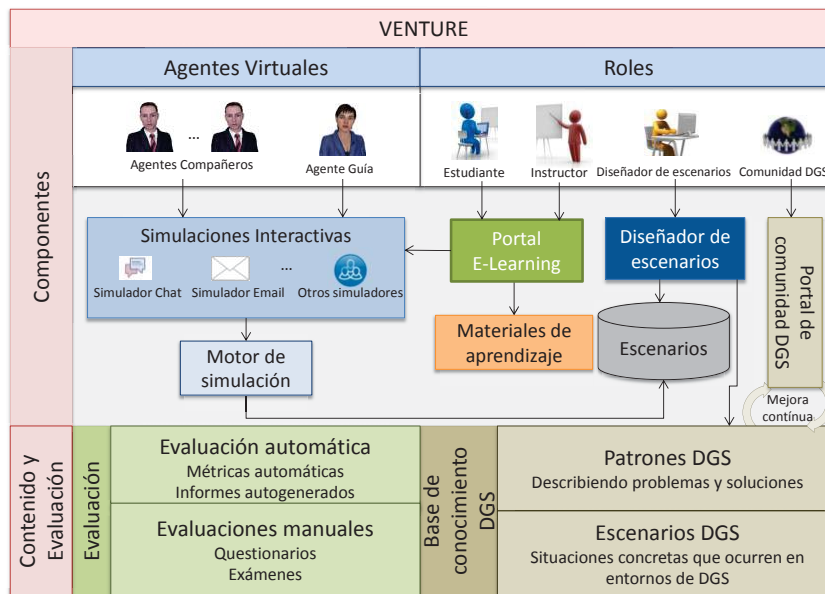 VENTURE
Agentes Virtuales
Roles
Componentes
...
Agentes Compañeros
Agente Guía
Estudiante
Instructor
Diseñador de escenarios
Comunidad DGS
Simulaciones Interactivas
...
Simulador Chat
Simulador Email
Otros simuladores
Portal
E-Learning
Diseñador de
escenarios
Portal de
comunidad DGS
Motor de
simulación
Materiales de
aprendizaje
Escenarios
Mejora
contínua
Contenido y
Evaluación
Evaluación
Evaluación automática
Métricas automáticas
Informes autogenerados
Evaluaciones manuales
Questionarios
Exámenes
Base de
conocimiento
DGS
Patrones DGS
Describiendo problemas y soluciones
Escenarios DGS
Situaciones concretas que ocurren en
entornos de DGS